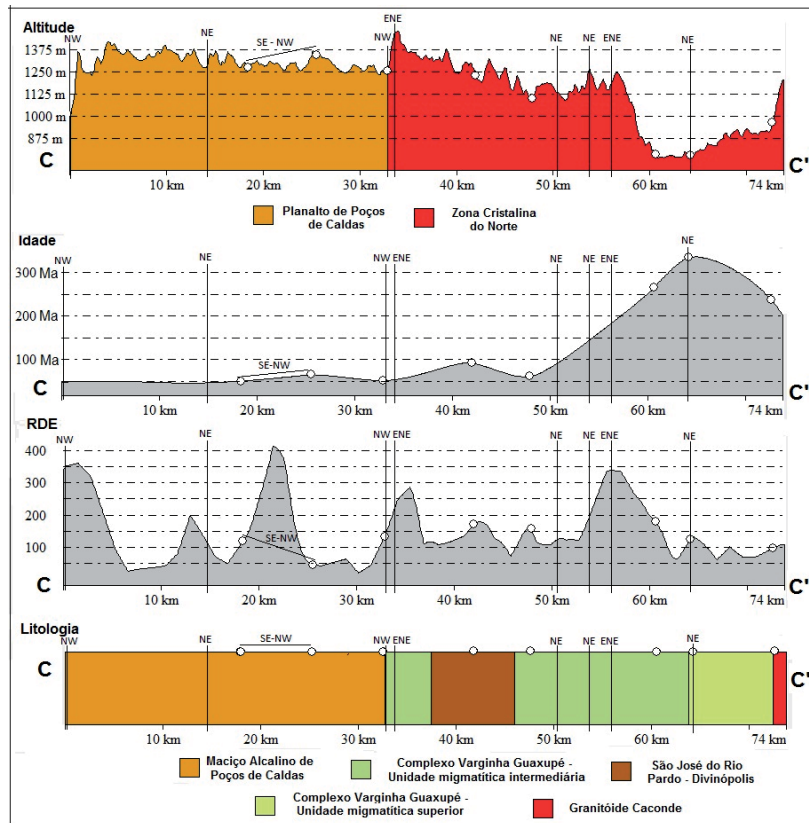 Altitude
NW NE SE - NW NW ENE NE NE ENE NE
1375 m
1250 m
1125 m
1000 m
875 m
C C'
10 km 20 km 30 km 40 km 50 km 60 km 74 km
Planalto de Poços
de Caldas
Zona Cristalina
do Norte
Idade
NW NE SE-NW NW ENE NE NE ENE NE
300 Ma
200 Ma
100 Ma
C C'
10 km 20 km 30 km 40 km 50 km 60 km 74 km
RDE
NW NE SE-NW NW ENE NE NE ENE NE
400
300
200
100
C C'
10 km 20 km 30 km 40 km 50 km 60 km 74 km
Litologia
NW NE SE-NW NW ENE NE NE ENE NE
C C'
10 km 20 km 30 km 40 km 50 km 60 km 74 km
Maciço Alcalino de
Poços de Caldas
Complexo Varginha Guaxupé -
Unidade migmatítica intermediária
São José do Rio
Pardo - Divinópolis
Complexo Varginha Guaxupé -
Unidade migmatítica superior
Granitóide Caconde